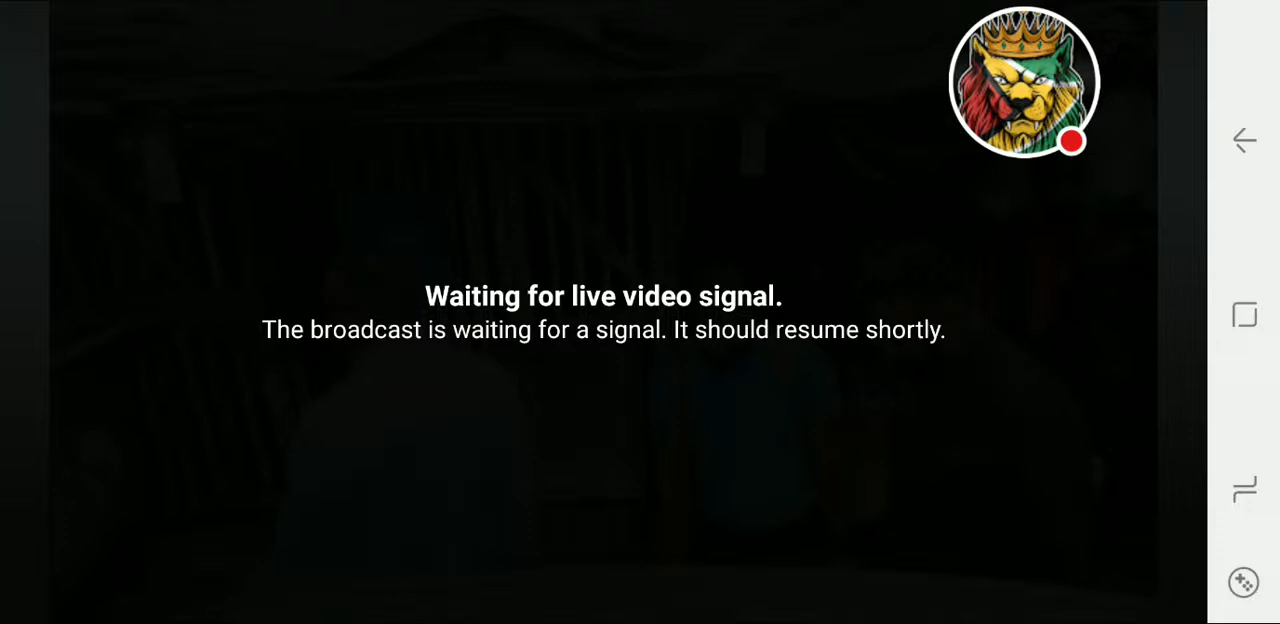 Waiting for live video signal.
The broadcast is waiting for a signal. It should resume shortly.